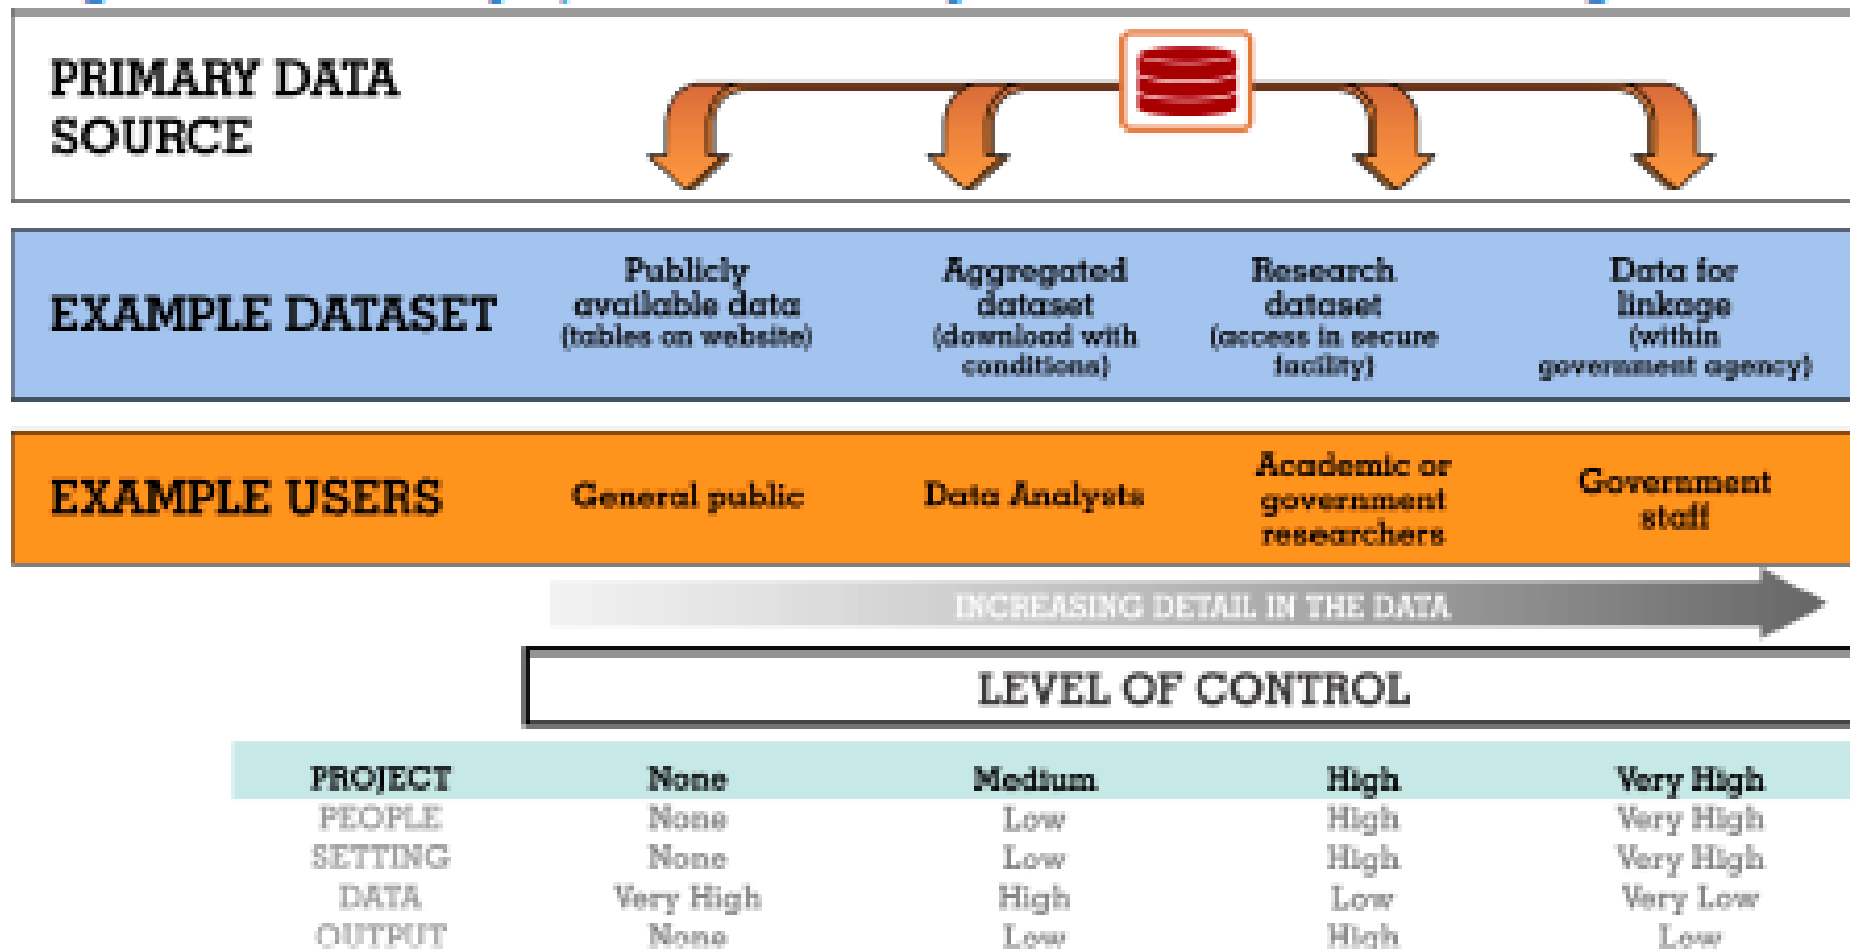 PRIMARY DATA
SOURCE
EXAMPLE DATASET
Publicly
available data
(tables on website)
Aggregated
dataset
(download with
conditions)
Research
dataset
(access in secure
facility)
Data for
linkage
(within
government agency)
EXAMPLE USERS
General public
Data Analysts
Academic or
government
researchers
Government
staff
INCREASING DETAIL IN THE DATA
LEVEL OF CONTROL
PROJECT None Medium High Very High
PEOPLE None Low High Very High
SETTING None Low High Very High
DATA Very High High Low Very Low
OUTPUT None Low High Low